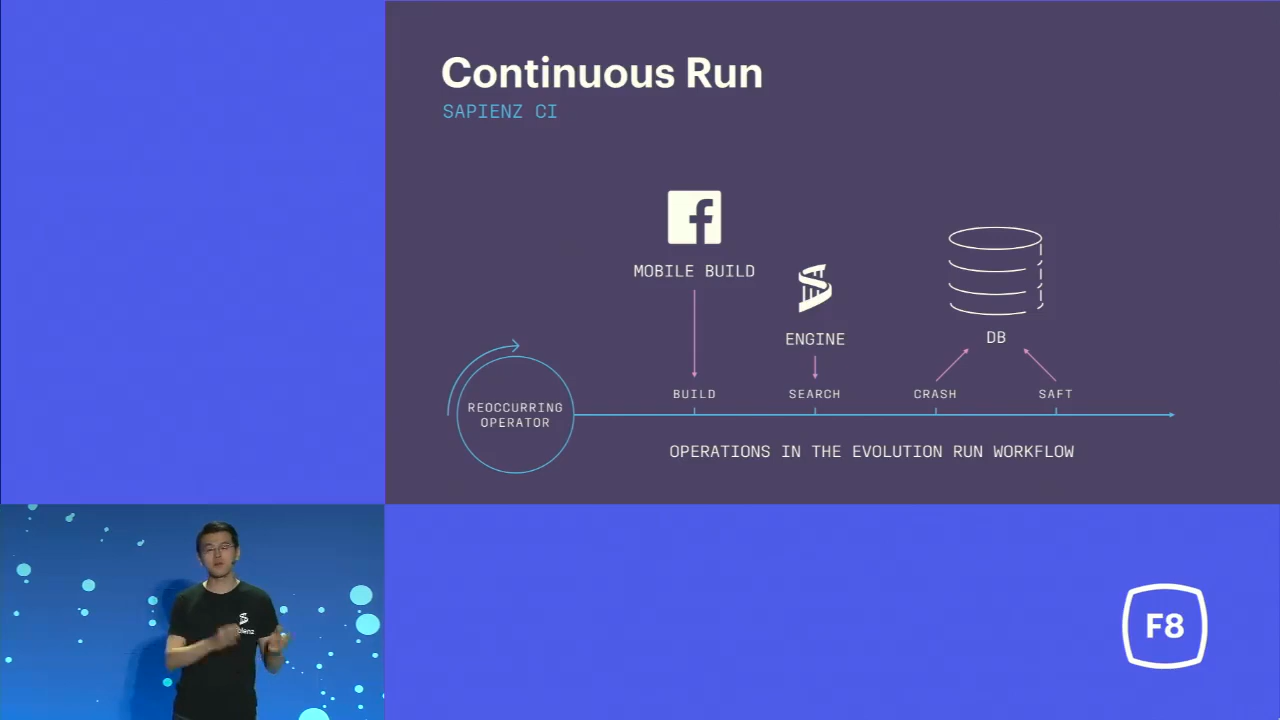 Continuous Run
SAPIENZ CI
MOBILE BUILD
ENGINE
DB
BUILD
SEARCH
CRASH
SAFT
REOCCURRING
OPERATOR
OPERATIONS IN THE EVOLUTION RUN WORKFLOW
F8